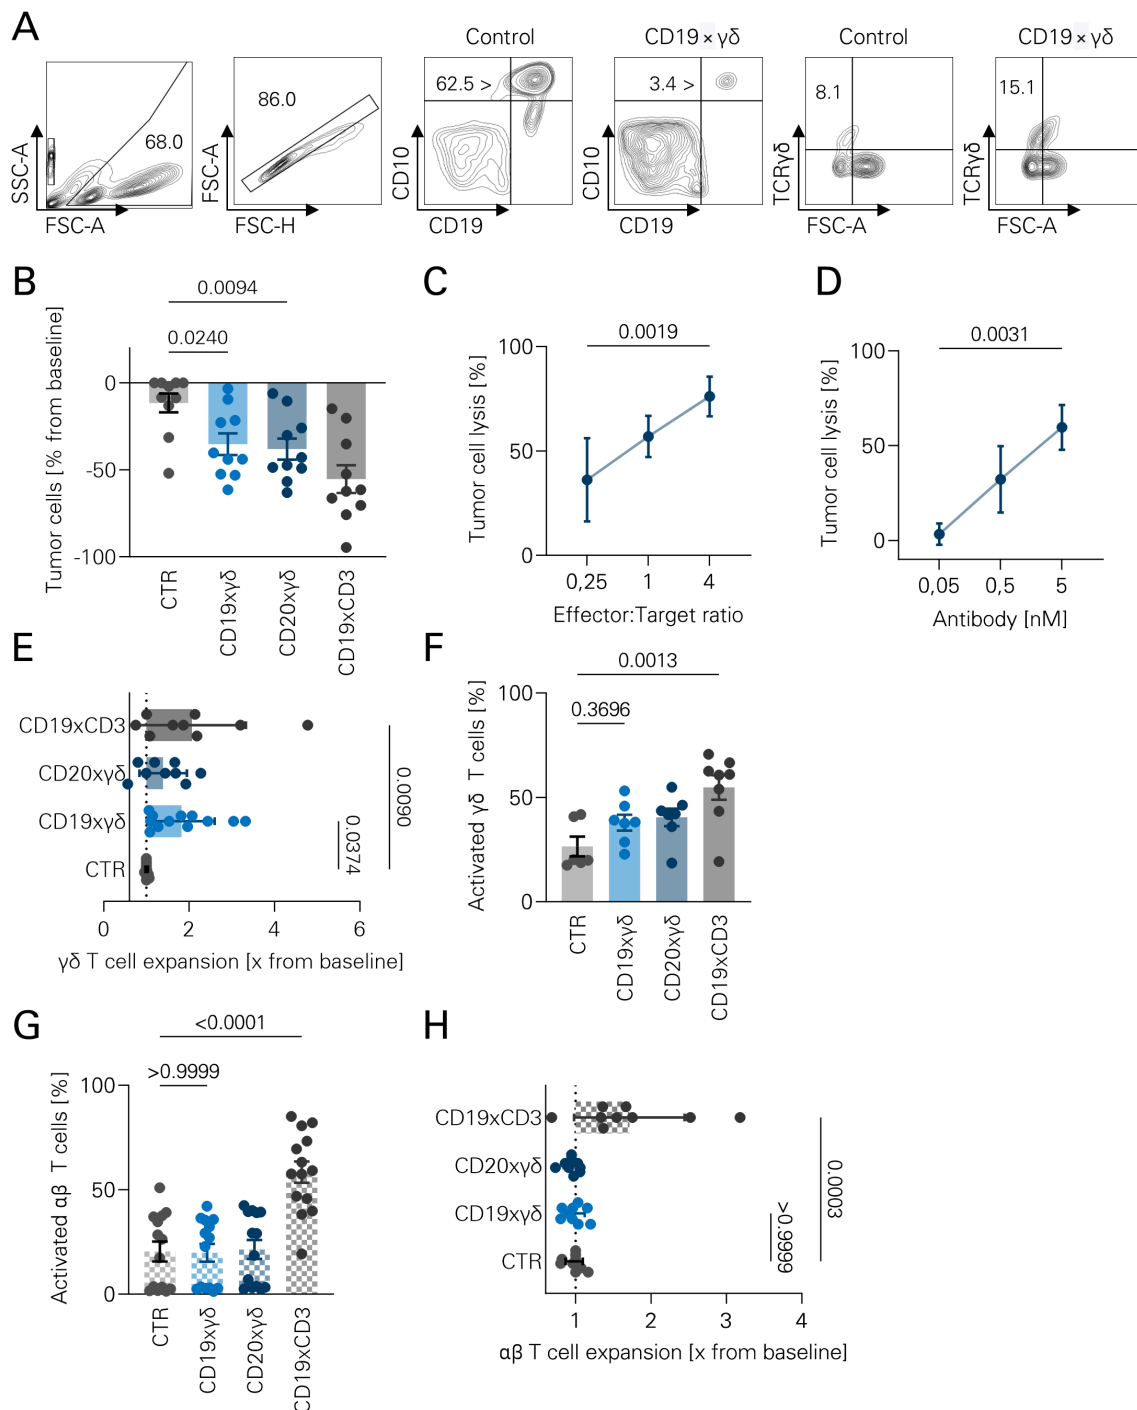 A
Control
CD19 × γδ
Control
CD19 × γδ
SSC-A
68.0
FSC-A
FSC-A
86.0
FSC-H
CD10
62.5 >
CD19
CD10
3.4 >
CD19
TCRγδ
8.1
FSC-A
TCRγδ
15.1
FSC-A
B
0.0094
0.0240
Tumor cells [% from baseline]
0
-50
-100
CTR
CD19xγδ
CD20xγδ
CD19xCD3
C
0.0019
Tumor cell lysis [%]
100
50
0
0,25 1 4
Effector:Target ratio
D
0.0031
Tumor cell lysis [%]
100
50
0
0,05 0,5 5
Antibody [nM]
E
CD19xCD3
CD20xγδ
CD19xγδ
CTR
0.0374
0.0090
0 2 4 6
γδ T cell expansion [x from baseline]
F
0.0013
0.3696
Activated γδ T cells [%]
100
50
0
CTR
CD19xγδ
CD20xγδ
CD19xCD3
G
<0.0001
>0.9999
Activated αβ T cells [%]
100
50
0
CTR
CD19xγδ
CD20xγδ
CD19xCD3
H
CD19xCD3
CD20xγδ
CD19xγδ
CTR
>0.9999
0.0003
1 2 3 4
αβ T cell expansion [x from baseline]